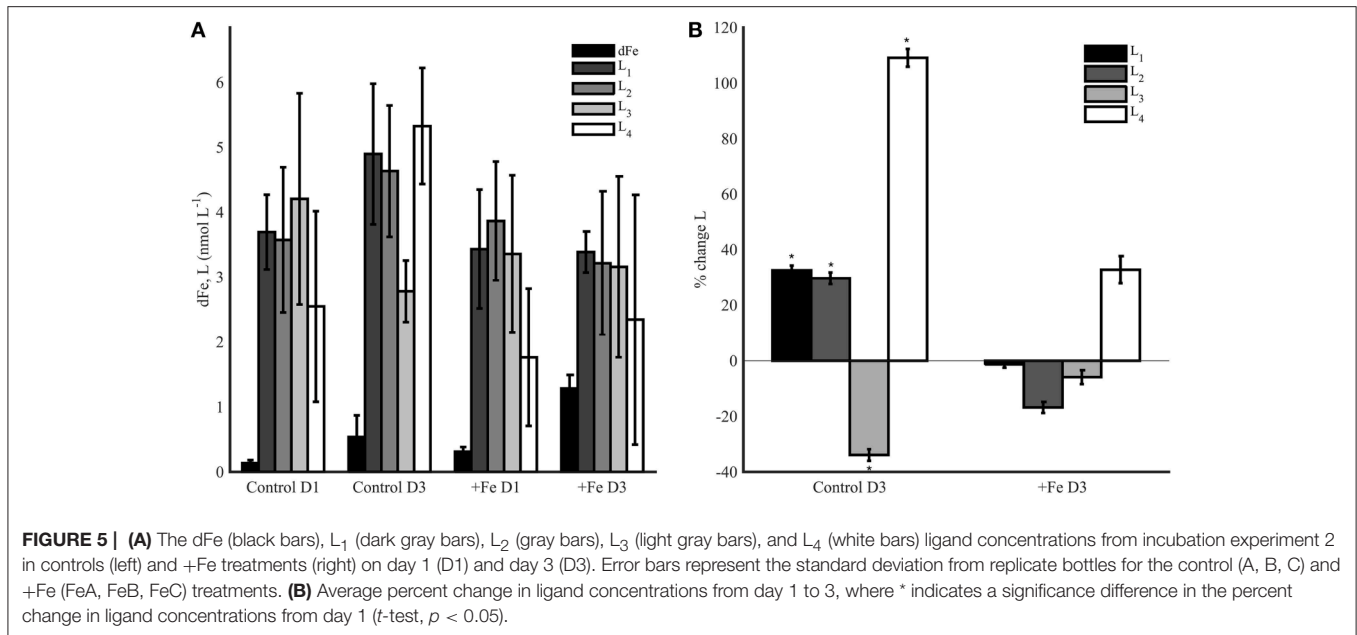 A
dFe
L1
L2
L3
L4
6
5
4
3
2
1
0
dFe, L (nmol L-1)
Control D1
Control D3
+Fe D1
+Fe D3
B
L1
L2
L3
L4
120
100
80
60
40
20
0
-20
-40
% change L
*
*
*
*
Control D3
+Fe D3
FIGURE 5 | (A) The dFe (black bars), L1 (dark gray bars), L2 (gray bars), L3 (light gray bars), and L4 (white bars) ligand concentrations from incubation experiment 2
in controls (left) and +Fe treatments (right) on day 1 (D1) and day 3 (D3). Error bars represent the standard deviation from replicate bottles for the control (A, B, C) and
+Fe (FeA, FeB, FeC) treatments. (B) Average percent change in ligand concentrations from day 1 to 3, where * indicates a significance difference in the percent
change in ligand concentrations from day 1 (t-test, p < 0.05).